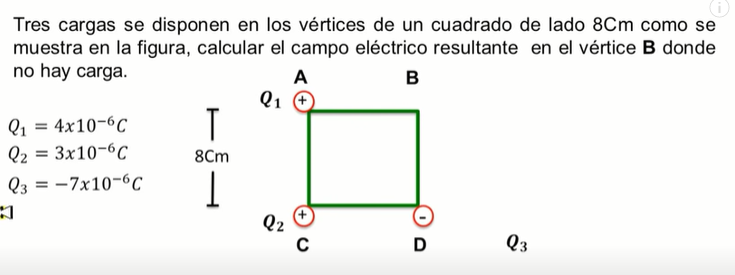 Tres cargas se disponen en los vértices de un cuadrado de lado 8Cm como se
muestra en la figura, calcular el campo eléctrico resultante en el vértice B donde
no hay carga.
A B
Q₁ +
Q₁ = 4x10⁻⁶C
Q₂ = 3x10⁻⁶C
8Cm
Q₃ = −7x10⁻⁶C
Q₂ + -
C D Q₃